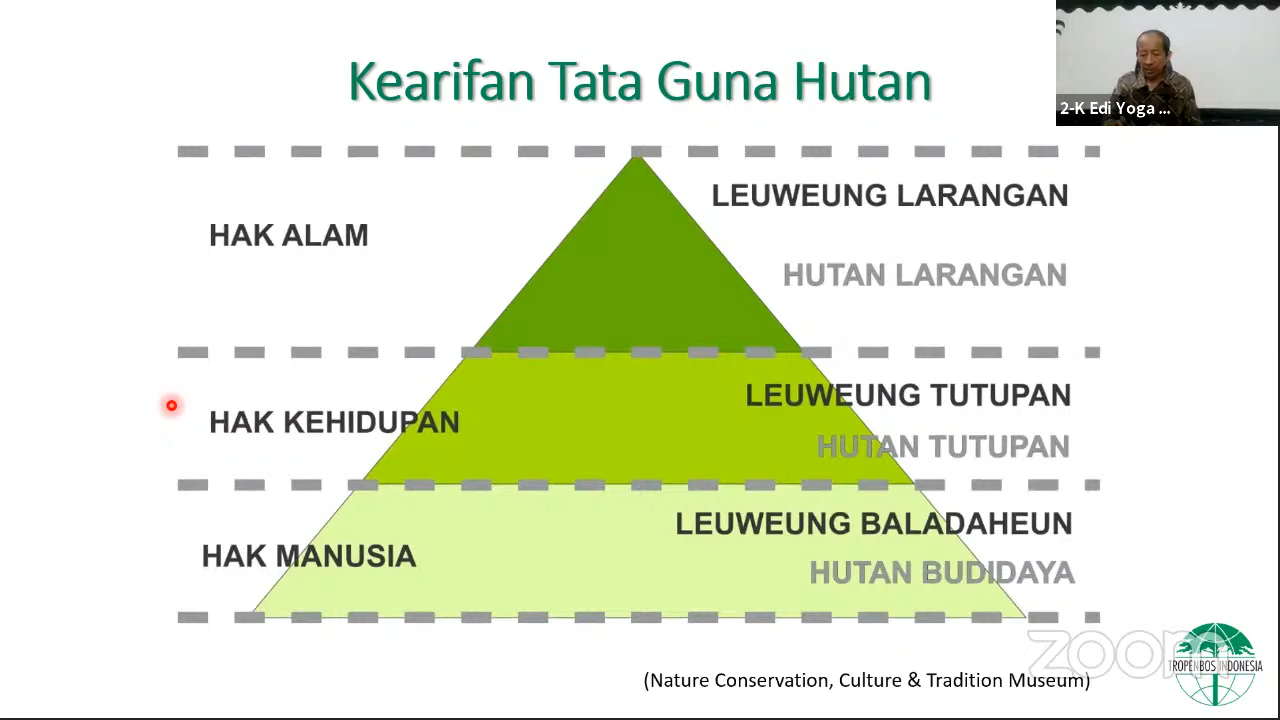 Kearifan Tata Guna Hutan
2-K Edi Yoga ...
HAK ALAM
LEUWEUNG LARANGAN
HUTAN LARANGAN
HAK KEHIDUPAN
LEUWEUNG TUTUPAN
HUTAN TUTUPAN
HAK MANUSIA
LEUWEUNG BALADAHEUN
HUTAN BUDIDAYA
zoom
TROPENBOS INDONESIA
(Nature Conservation, Culture & Tradition Museum)